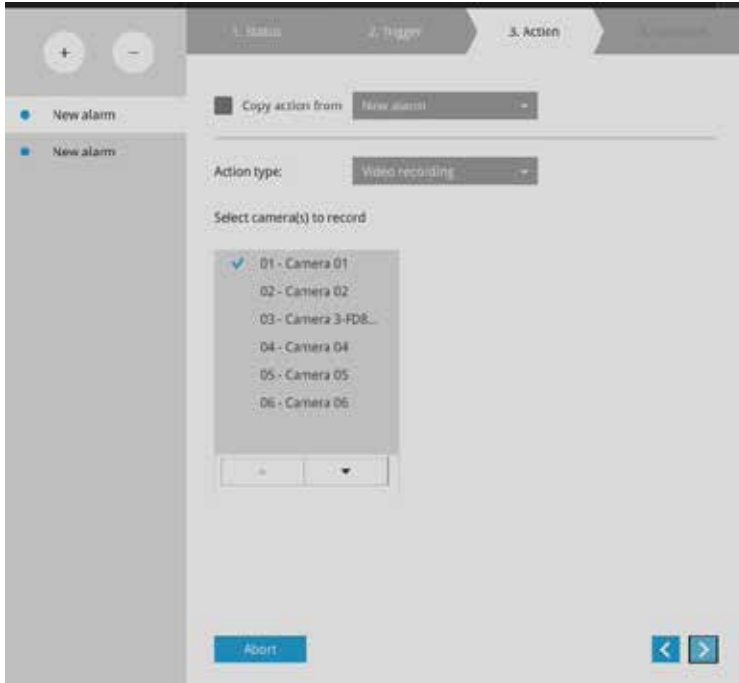 + −
1. Status
2. Trigger
3. Action
New alarm
New alarm
Copy action from
New alarm
Action type:
Video recording
Select camera(s) to record
01 - Camera 01
02 - Camera 02
03 - Camera 3-FD8...
04 - Camera 04
05 - Camera 05
06 - Camera 06
Abort